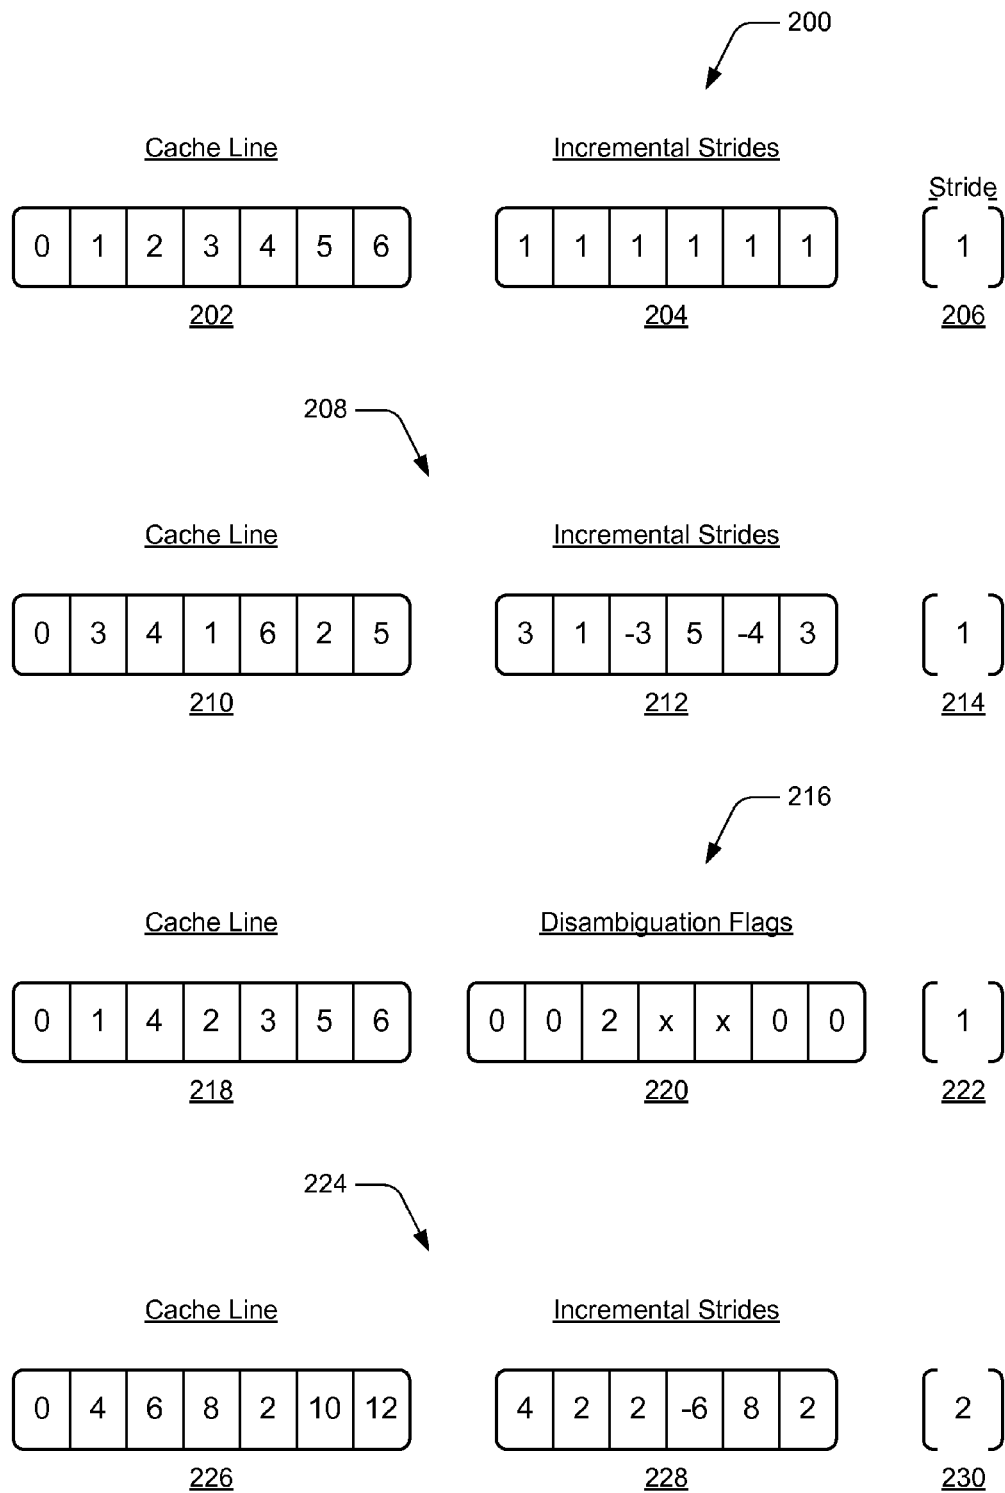 200
Cache Line Incremental Strides
Stride
0 1 2 3 4 5 6 1 1 1 1 1 1 1
202 204 206
208
Cache Line Incremental Strides
0 3 4 1 6 2 5 3 1 -3 5 -4 3 1
210 212 214
216
Cache Line Disambiguation Flags
0 1 4 2 3 5 6 0 0 2 x x 0 0 1
218 220 222
224
Cache Line Incremental Strides
0 4 6 8 2 10 12 4 2 2 -6 8 2 2
226 228 230